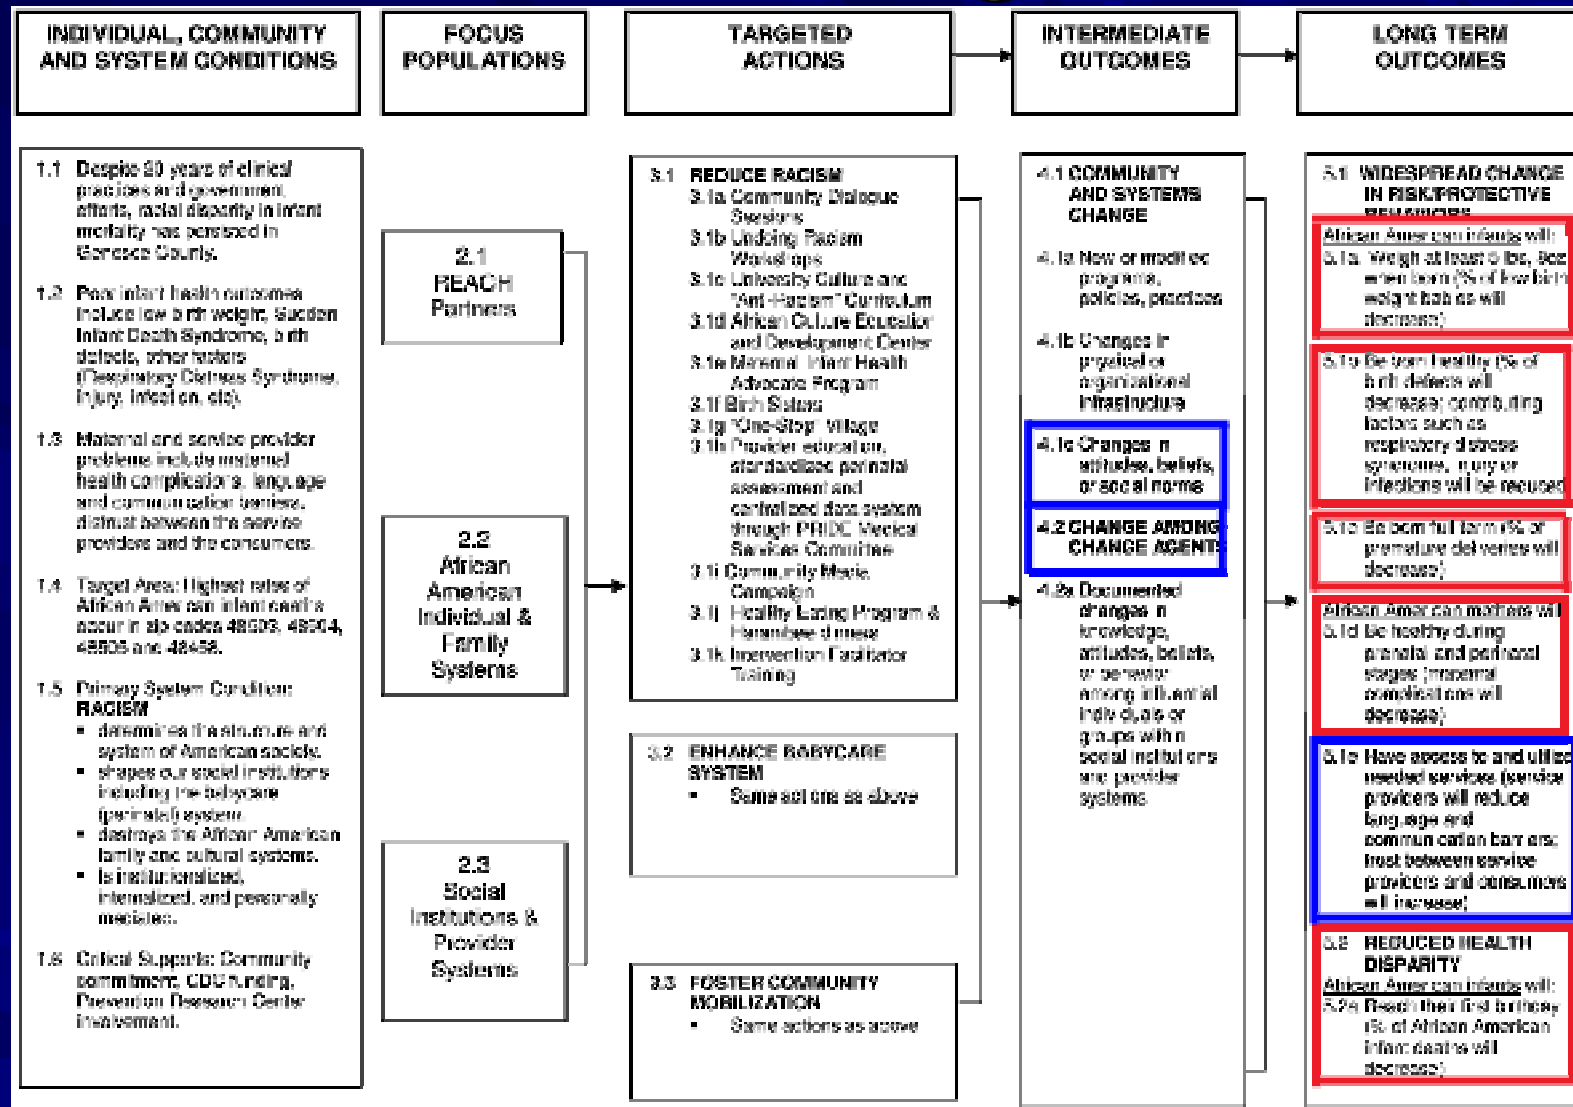 INDIVIDUAL, COMMUNITY
AND SYSTEM CONDITIONS
FOCUS
POPULATIONS
TARGETED
ACTIONS
INTERMEDIATE
OUTCOMES
LONG TERM
OUTCOMES
1.1 Despite 20 years of clinical
practices and government
efforts, racial disparity in infant
mortality has persisted in
Genesee County.
1.2 Poor infant health outcomes
include low birth weight, Sudden
Infant Death Syndrome, birth
defects, other factors
(Respiratory Distress Syndrome,
injury, infection, etc).
1.3 Maternal and service provider
problems include maternal
health complications, language
and communication barriers,
distrust between the service
providers and the consumers.
1.4 Target Area: Highest rates of
African American infant deaths
occur in zip codes 48503, 48504,
48505 and
1.5 Primary System Condition:
RACISM
▪ determines the structure and
system of American society.
▪ shapes our social institutions
including the babycare
(perinatal) system.
▪ destroys the African American
family and cultural systems.
▪ is institutionalized,
internalized, and personally
mediated.
1.6 Critical Supports: Community
commitment, CDC funding,
Prevention Research Center
involvement.
2.1
REACH
Partners
2.2
African
American
Individual &
Family
Systems
2.3
Social
Institutions &
Provider
Systems
3.1 REDUCE RACISM
3.1a Community Dialogue
Sessions
3.1b Undoing Racism
Workshops
3.1c University Culture and
"Anti-Racism" Curriculum
3.1d African Culture Education
and Development Center
3.1e Maternal Infant Health
Advocate Program
3.1f Birth Sisters
3.1g "One-Stop" Village
3.1h Provider education,
standardized perinatal
assessment and
centralized data system
through PRIDE Medical
Services Committee
3.1i Community Media
Campaign
3.1j Healthy Eating Program &
Harambee dinners
3.1k Intervention Facilitator
Training
3.2 ENHANCE BABYCARE
SYSTEM
▪ Same actions as above
3.3 FOSTER COMMUNITY
MOBILIZATION
▪ Same actions as above
4.1 COMMUNITY
AND SYSTEMS
CHANGE
4.1a New or modified
programs,
policies, practices
4.1b Changes in
physical or
organizational
infrastructure
4.1c Changes in
attitudes, beliefs,
or social norms
4.2 CHANGE AMONG
CHANGE AGENTS
4.2a Documented
changes in
knowledge,
attitudes, beliefs,
or behavior
among influential
individuals or
groups within
social institutions
and provider
systems
5.1 WIDESPREAD CHANGE
IN RISK/PROTECTIVE
BEHAVIORS
African American infants will:
5.1a Weigh at least 5 lbs, 8oz
when born (% of low birth
weight babies will
decrease)
5.1b Be born healthy (% of
birth defects will
decrease; contributing
factors such as
respiratory distress
syndrome, injury or
infections will be reduced
5.1c Be born full term (% of
premature deliveries will
decrease)
African American mothers will
5.1d Be healthy during
prenatal and perinatal
stages (maternal
complications will
decrease)
5.1e Have access to and utilize
needed services (service
providers will reduce
language and
communication barriers;
trust between service
providers and consumers
will increase)
5.2 REDUCED HEALTH
DISPARITY
African American infants will:
5.2a Reach their first birthday
(% of African American
infant deaths will
decrease)